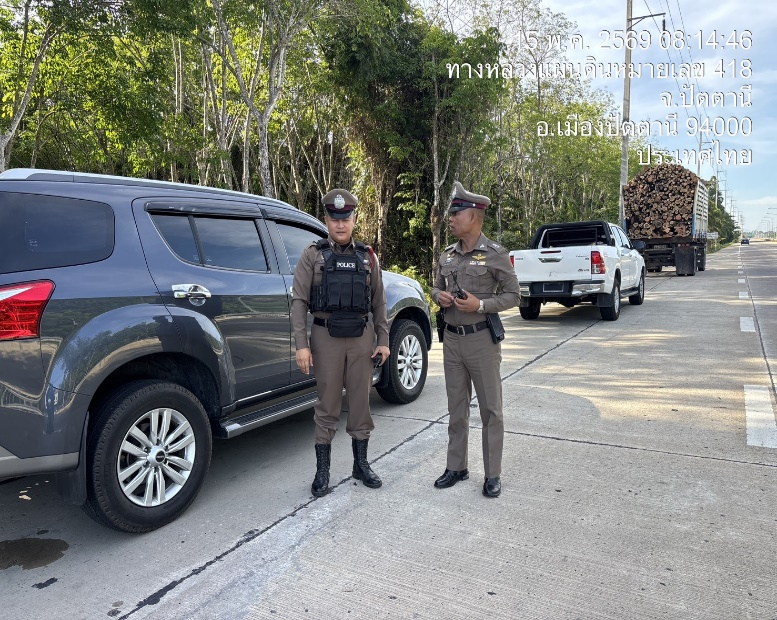 15 พ.ค. 2569 08:14:46
ทางหลวงแผ่นดินหมายเลข 418
จ.ปัตตานี
อ.เมืองปัตตานี 94000
ประเทศไทย
POLICE